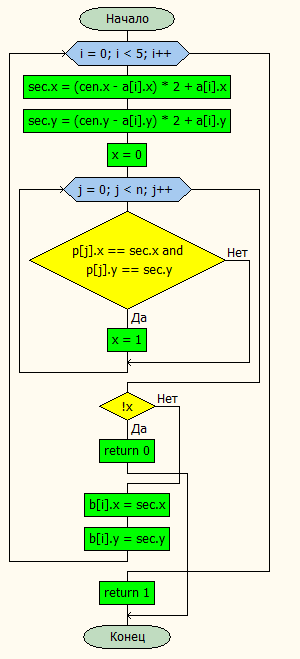 Начало
i = 0; i < 5; i++
sec.x = (cen.x - a[i].x) * 2 + a[i].x
sec.y = (cen.y - a[i].y) * 2 + a[i].y
x = 0
j = 0; j < n; j++
p[j].x == sec.x and
p[j].y == sec.y
Нет
Да
x = 1
!x
Нет
Да
return 0
b[i].x = sec.x
b[i].y = sec.y
return 1
Конец